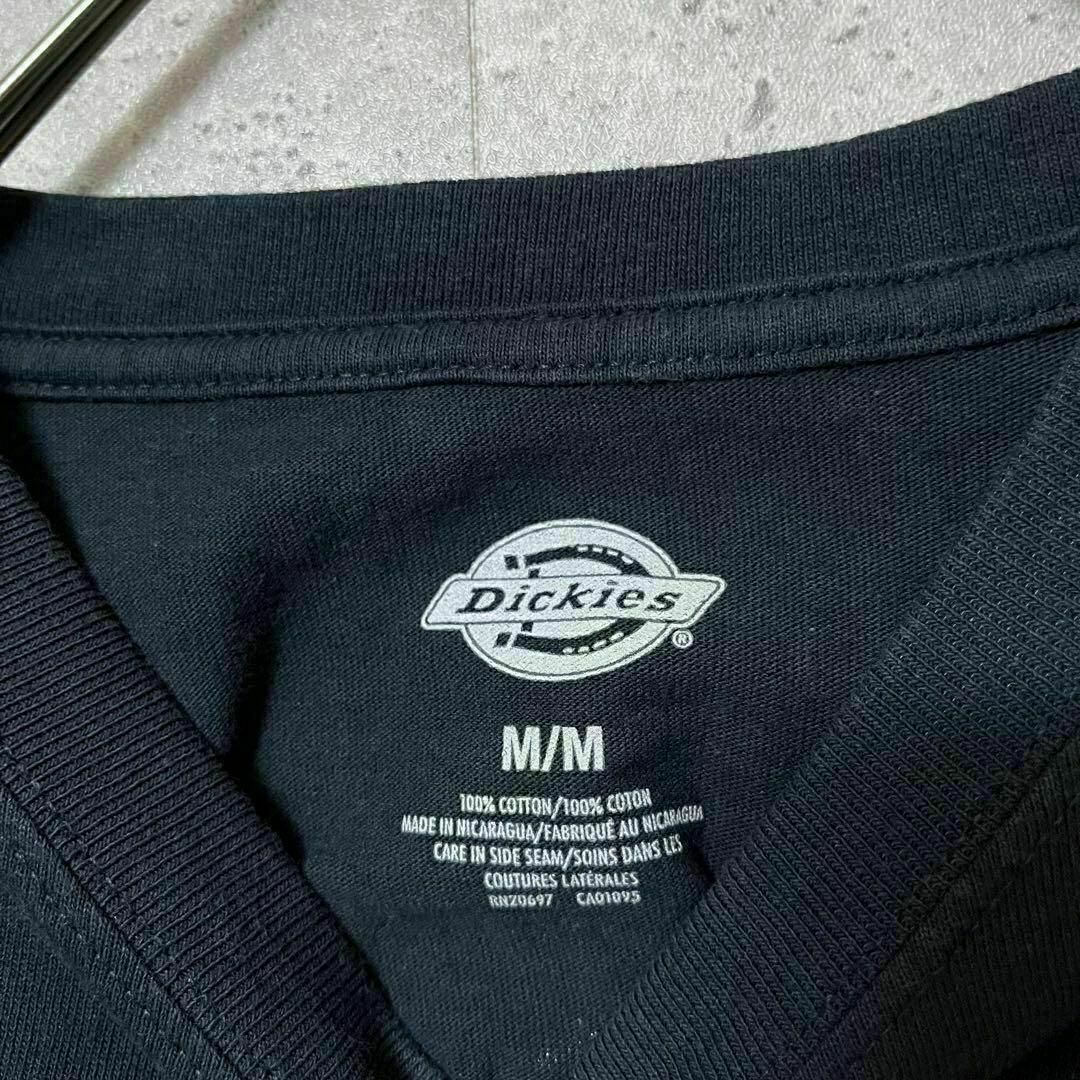 Dickies
®
M/M
100% COTTON/100% COTON
MADE IN NICARAGUA/FABRIQUÉ AU NICARAGUA
CARE IN SIDE SEAM/SOINS DANS LES
COUTURES LATÉRALES
RN20697 CA01095